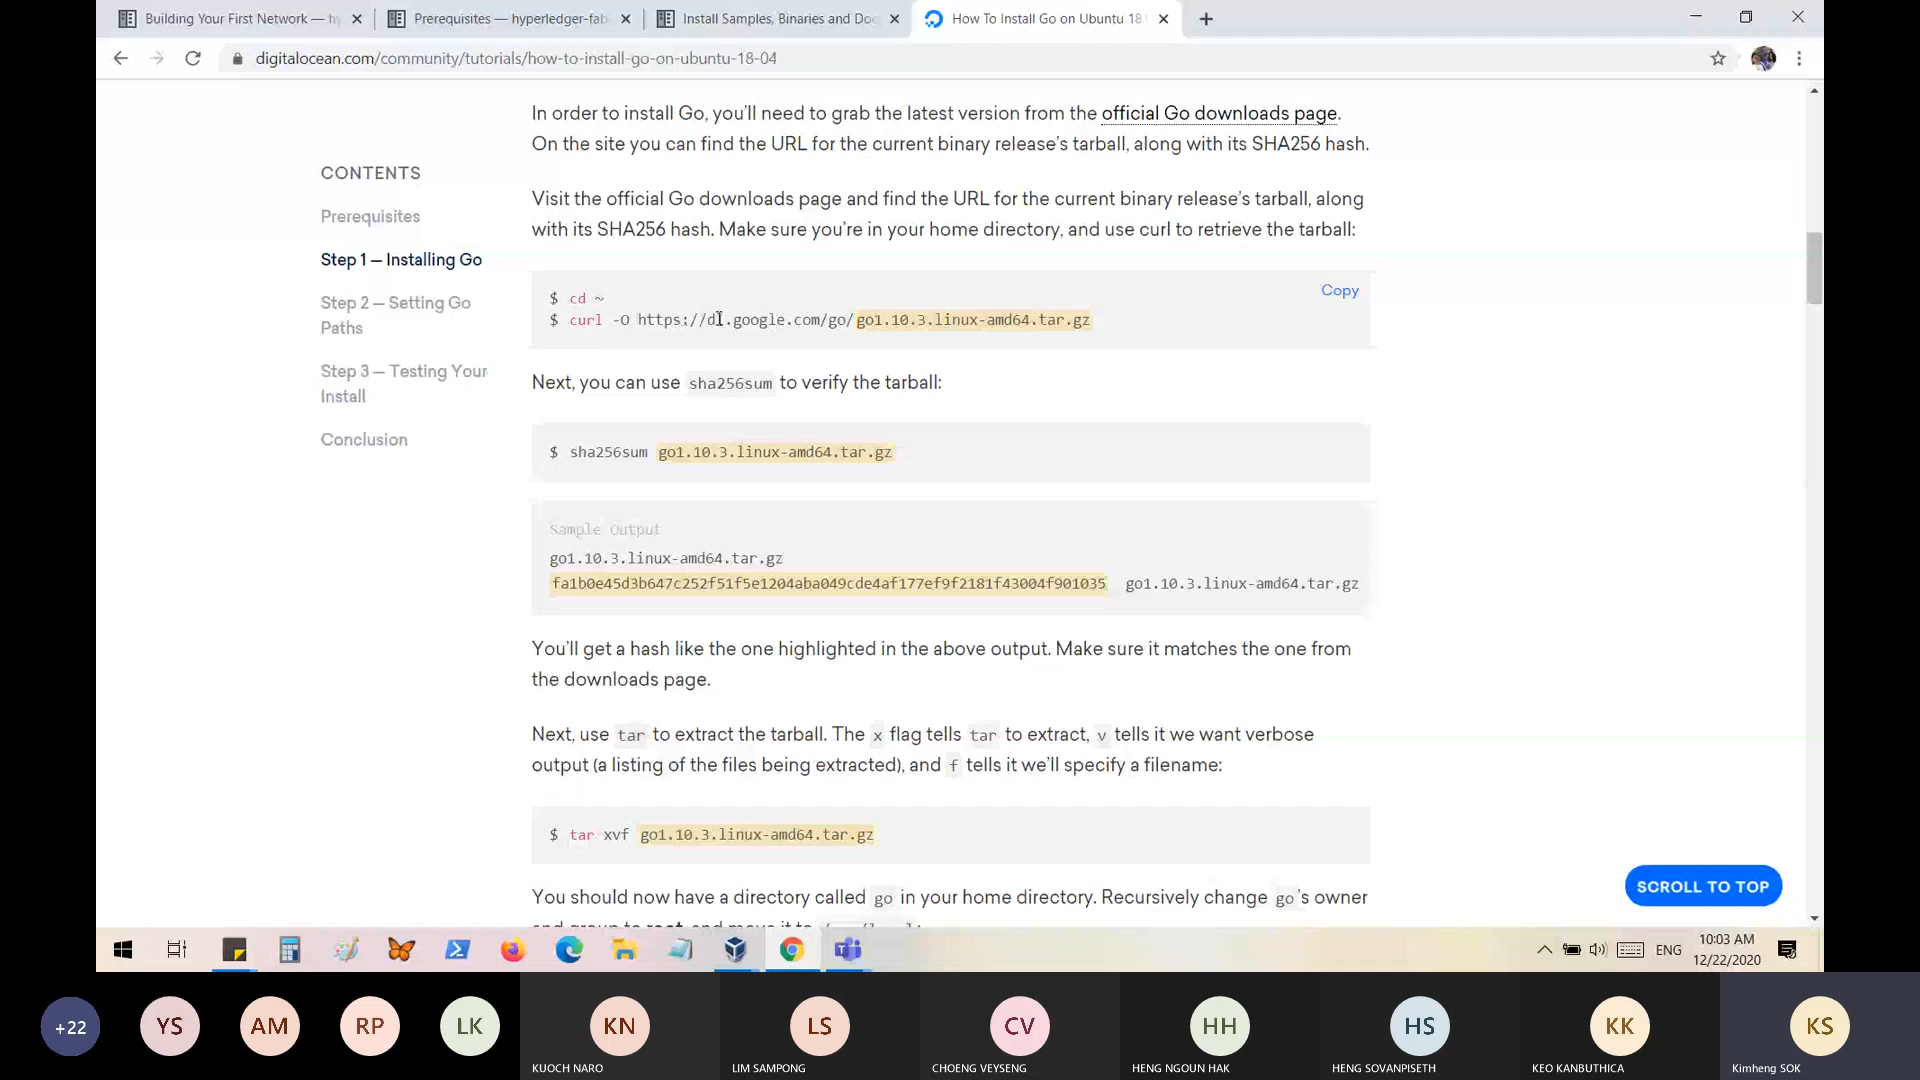 Building Your First Network — hy
Prerequisites — hyperledger-fab
Install Samples, Binaries and Doc
How To Install Go on Ubuntu 18
digitalocean.com/community/tutorials/how-to-install-go-on-ubuntu-18-04
CONTENTS
Prerequisites
Step 1 — Installing Go
Step 2 — Setting Go
Paths
Step 3 — Testing Your
Install
Conclusion
In order to install Go, you'll need to grab the latest version from the official Go downloads page.
On the site you can find the URL for the current binary release's tarball, along with its SHA256 hash.
Visit the official Go downloads page and find the URL for the current binary release's tarball, along
with its SHA256 hash. Make sure you're in your home directory, and use curl to retrieve the tarball:
Copy
$ cd ~
$ curl -O https://dl.google.com/go/go1.10.3.linux-amd64.tar.gz
Next, you can use sha256sum to verify the tarball:
$ sha256sum go1.10.3.linux-amd64.tar.gz
Sample Output
go1.10.3.linux-amd64.tar.gz
fa1b0e45d3b647c252f51f5e1204aba049cde4af177ef9f2181f43004f901035 go1.10.3.linux-amd64.tar.gz
You'll get a hash like the one highlighted in the above output. Make sure it matches the one from
the downloads page.
Next, use tar to extract the tarball. The x flag tells tar to extract, v tells it we want verbose
output (a listing of the files being extracted), and f tells it we'll specify a filename:
$ tar xvf go1.10.3.linux-amd64.tar.gz
You should now have a directory called go in your home directory. Recursively change go's owner
and group to root, and move it to
SCROLL TO TOP
ENG
10:03 AM
12/22/2020
+22
YS
AM
RP
LK
KN
LS
CV
HH
HS
KK
KS
KUOCH NARO
LIM SAMPONG
CHOENG VEYSENG
HENG NGOUN HAK
HENG SOVANPISETH
KEO KANBUTHICA
Kimheng SOK